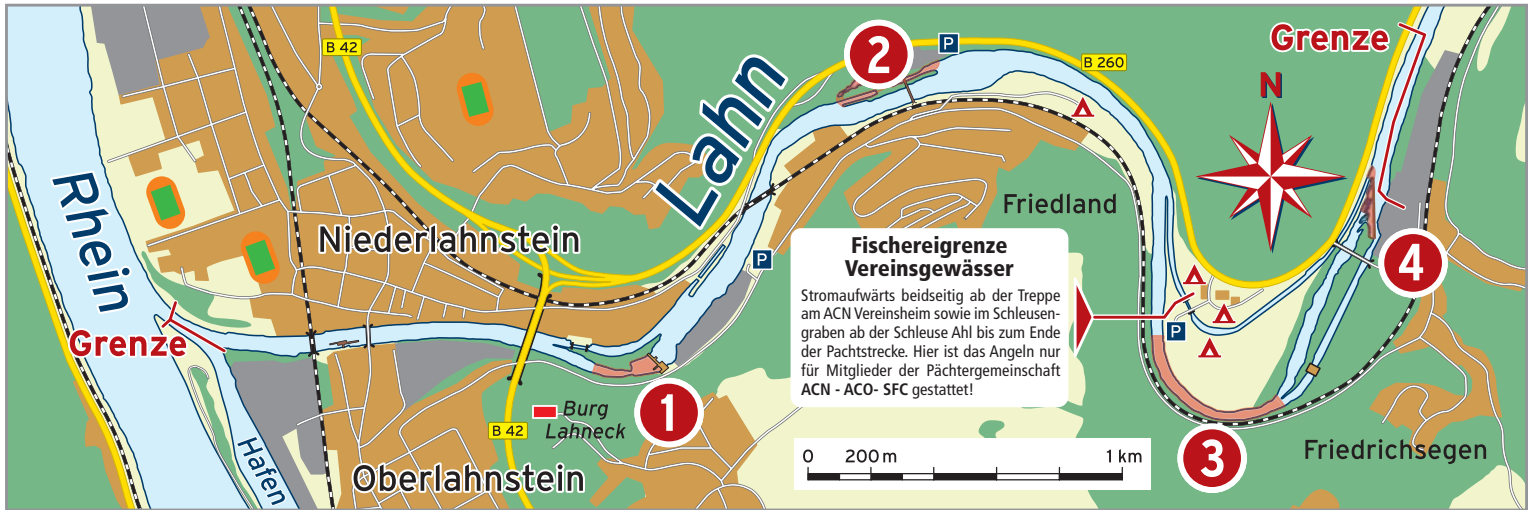 B 42
2
P
B 260
Grenze
N
Lahn
Rhein
Niederlahnstein
Friedland
P
Fischereigrenze
Vereinsgewässer
Stromaufwärts beidseitig ab der Treppe
am ACN Vereinsheim sowie im Schleusen-
graben ab der Schleuse Ahl bis zum Ende
der Pachtstrecke. Hier ist das Angeln nur
für Mitglieder der Pächtergemeinschaft
ACN - ACO- SFC gestattet!
4
P
Grenze
1
Burg
Lahneck
B 42
Hafen
Oberlahnstein
0 200 m 1 km
3
Friedrichsegen